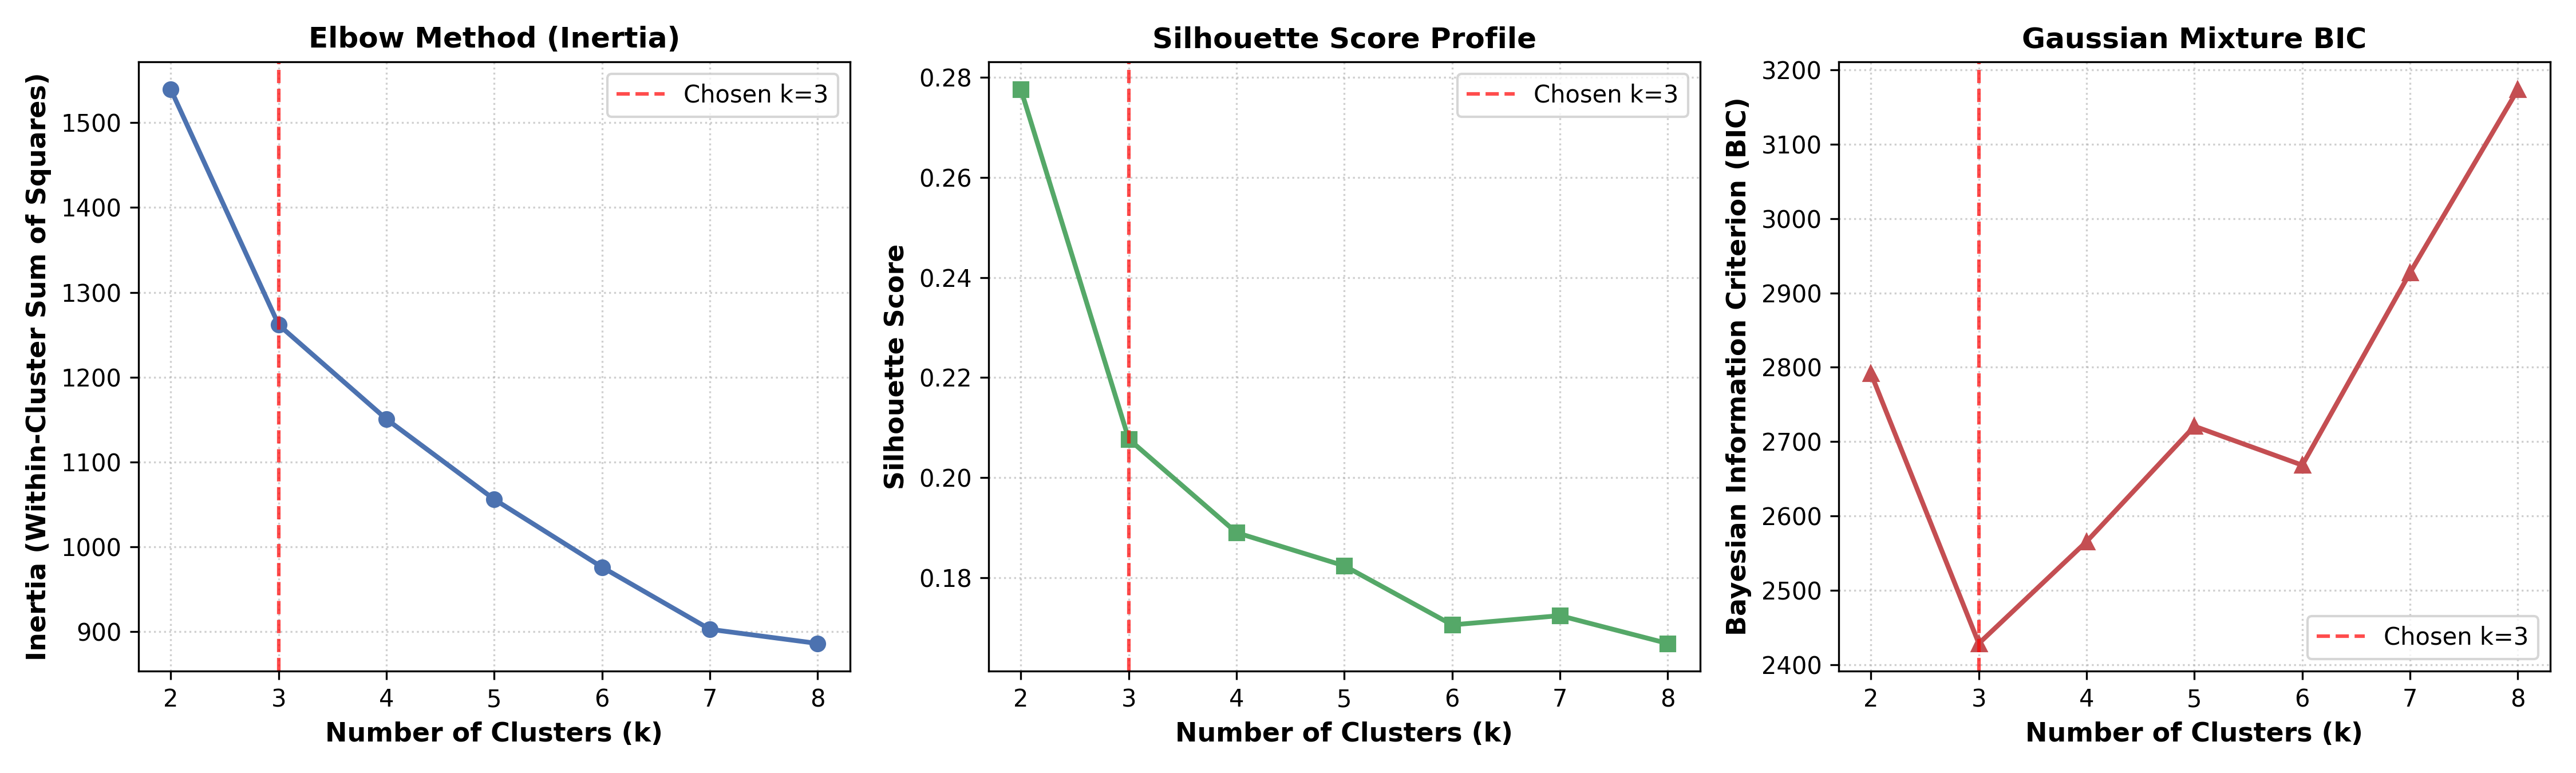 Elbow Method (Inertia)
Inertia (Within-Cluster Sum of Squares)
1500
1400
1300
1200
1100
1000
900
Chosen k=3
2 3 4 5 6 7 8
Number of Clusters (k)
Silhouette Score Profile
Silhouette Score
0.28
0.26
0.24
0.22
0.20
0.18
Chosen k=3
2 3 4 5 6 7 8
Number of Clusters (k)
Gaussian Mixture BIC
Bayesian Information Criterion (BIC)
3200
3100
3000
2900
2800
2700
2600
2500
2400
Chosen k=3
2 3 4 5 6 7 8
Number of Clusters (k)